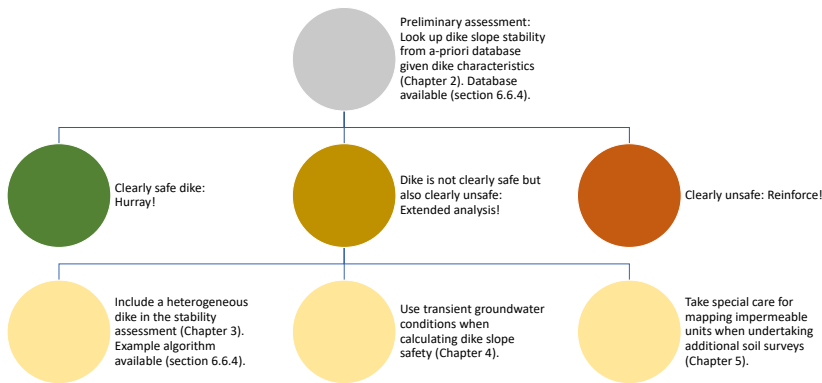 Preliminary assessment:
Look up dike slope stability
from a-priori database
given dike characteristics
(Chapter 2). Database
available (section 6.6.4).
Clearly safe dike:
Hurray!
Dike is not clearly safe but
also clearly unsafe:
Extended analysis!
Clearly unsafe: Reinforce!
Include a heterogeneous
dike in the stability
assessment (Chapter 3).
Example algorithm
available (section 6.6.4).
Use transient groundwater
conditions when
calculating dike slope
safety (Chapter 4).
Take special care for
mapping impermeable
units when undertaking
additional soil surveys
(Chapter 5).